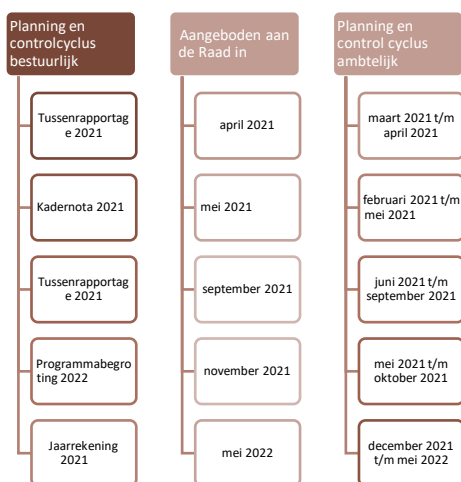 Planning en
controlcyclus
bestuurlijk
Tussenrapportag
e 2021
Kadernota 2021
Tussenrapportag
e 2021
Programmabegro
ting 2022
Jaarrekening
2021
Aangeboden aan
de Raad in
april 2021
mei 2021
september 2021
november 2021
mei 2022
Planning en
control cyclus
ambtelijk
maart 2021 t/m
april 2021
februari 2021 t/m
mei 2021
juni 2021 t/m
september 2021
mei 2021 t/m
oktober 2021
december 2021
t/m mei 2022